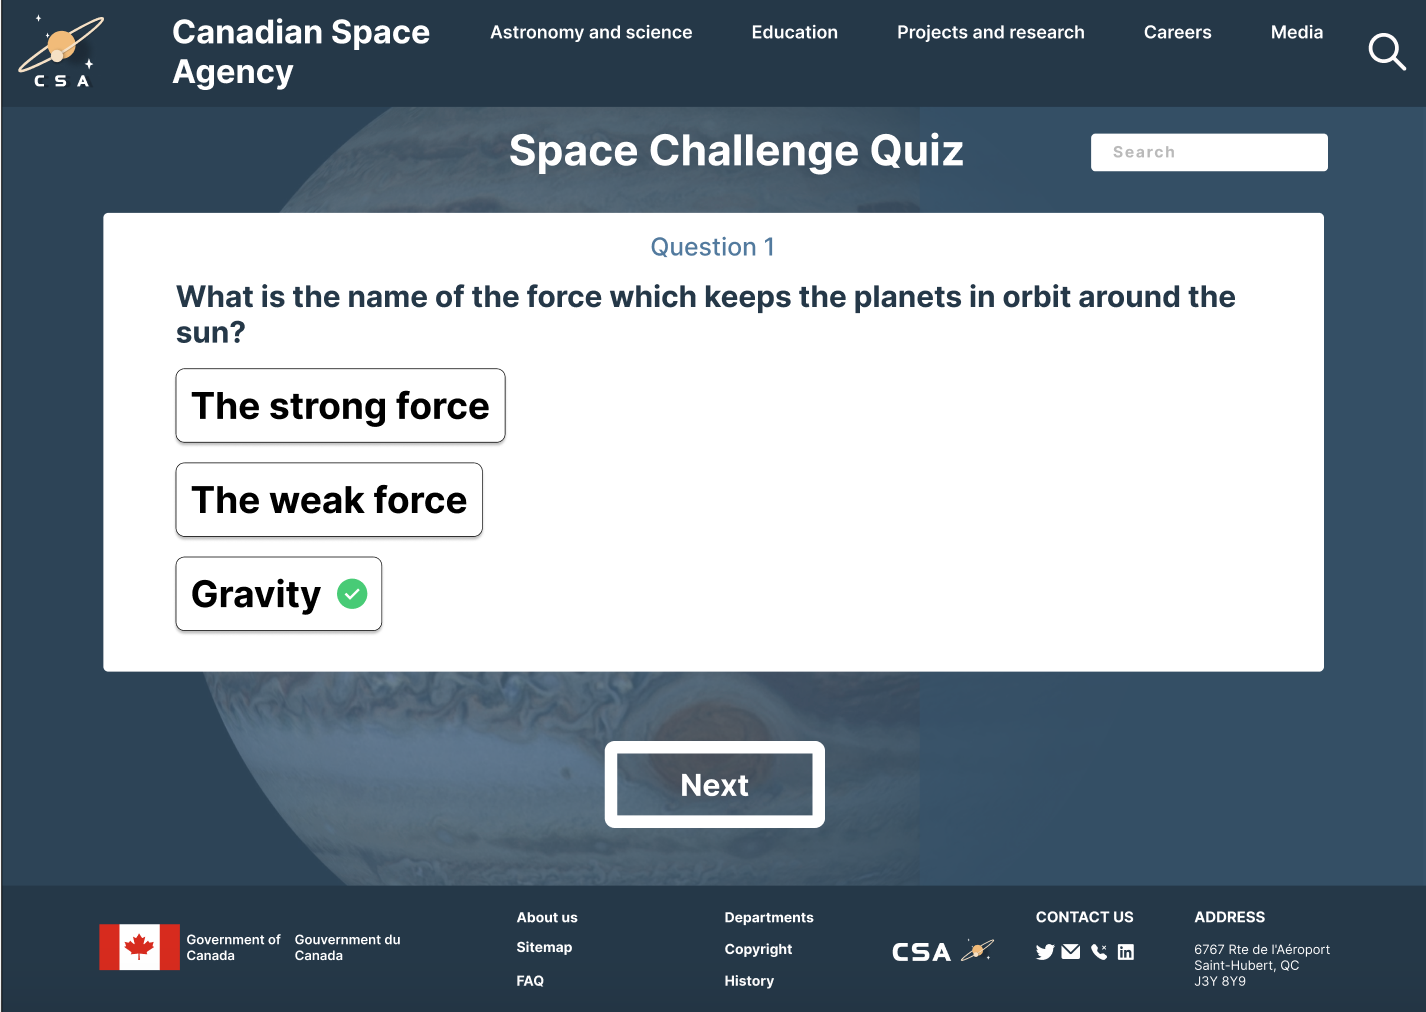 CSA
Canadian Space
Agency
Astronomy and science
Education
Projects and research
Careers
Media
Space Challenge Quiz
Search
Question 1
What is the name of the force which keeps the planets in orbit around the
sun?
The strong force
The weak force
Gravity
Next
Government of
Canada
Gouvernment du
Canada
About us
Sitemap
FAQ
Departments
Copyright
History
CSA
CONTACT US
ADDRESS
6767 Rte de l'Aéroport
Saint-Hubert, QC
J3Y 8Y9